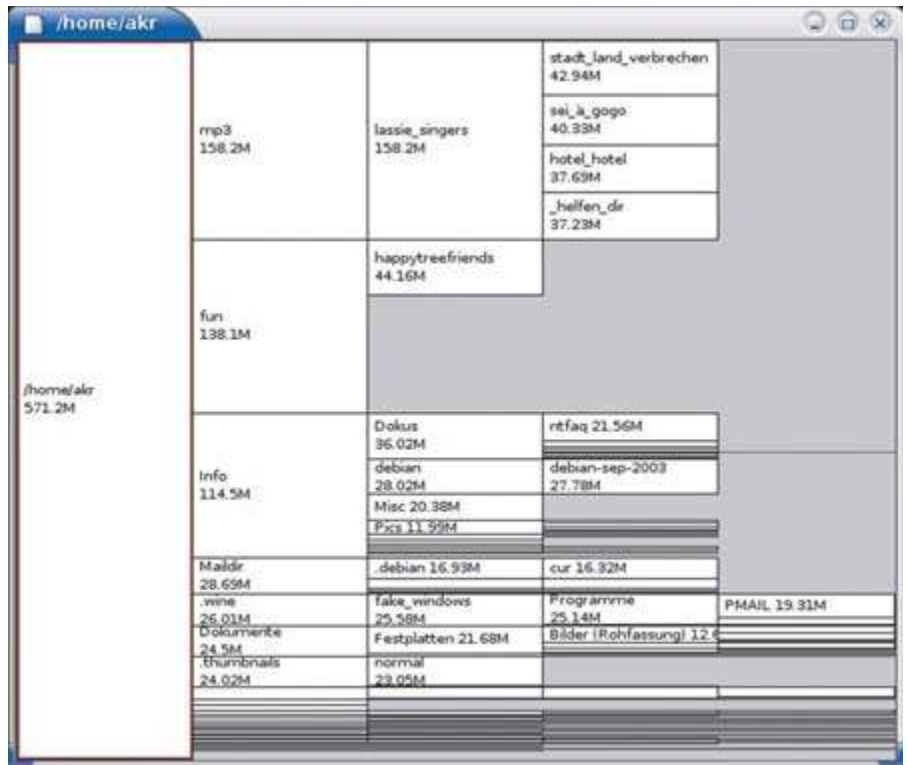 /home/akr
/home/akr
571.2M
mp3
158.2M
lassie_singers
158.2M
stadt_land_verbrechen
42.94M
sei_à_gogo
40.33M
hotel_hotel
37.69M
_helfen_dir
37.23M
fun
138.1M
happytreefriends
44.16M
Info
114.5M
Dokus
36.02M
ntfaq 21.56M
debian
28.02M
debian-sep-2003
27.78M
Misc 20.38M
Pics 11.99M
Maildir
28.69M
.debian 16.93M
cur 16.32M
.wine
26.01M
fake_windows
25.58M
Programme
25.14M
PMAIL 19.31M
Dokumente
24.5M
Festplatten 21.68M
Bilder (Rohfassung) 12.6
.thumbnails
24.02M
normal
23.05M